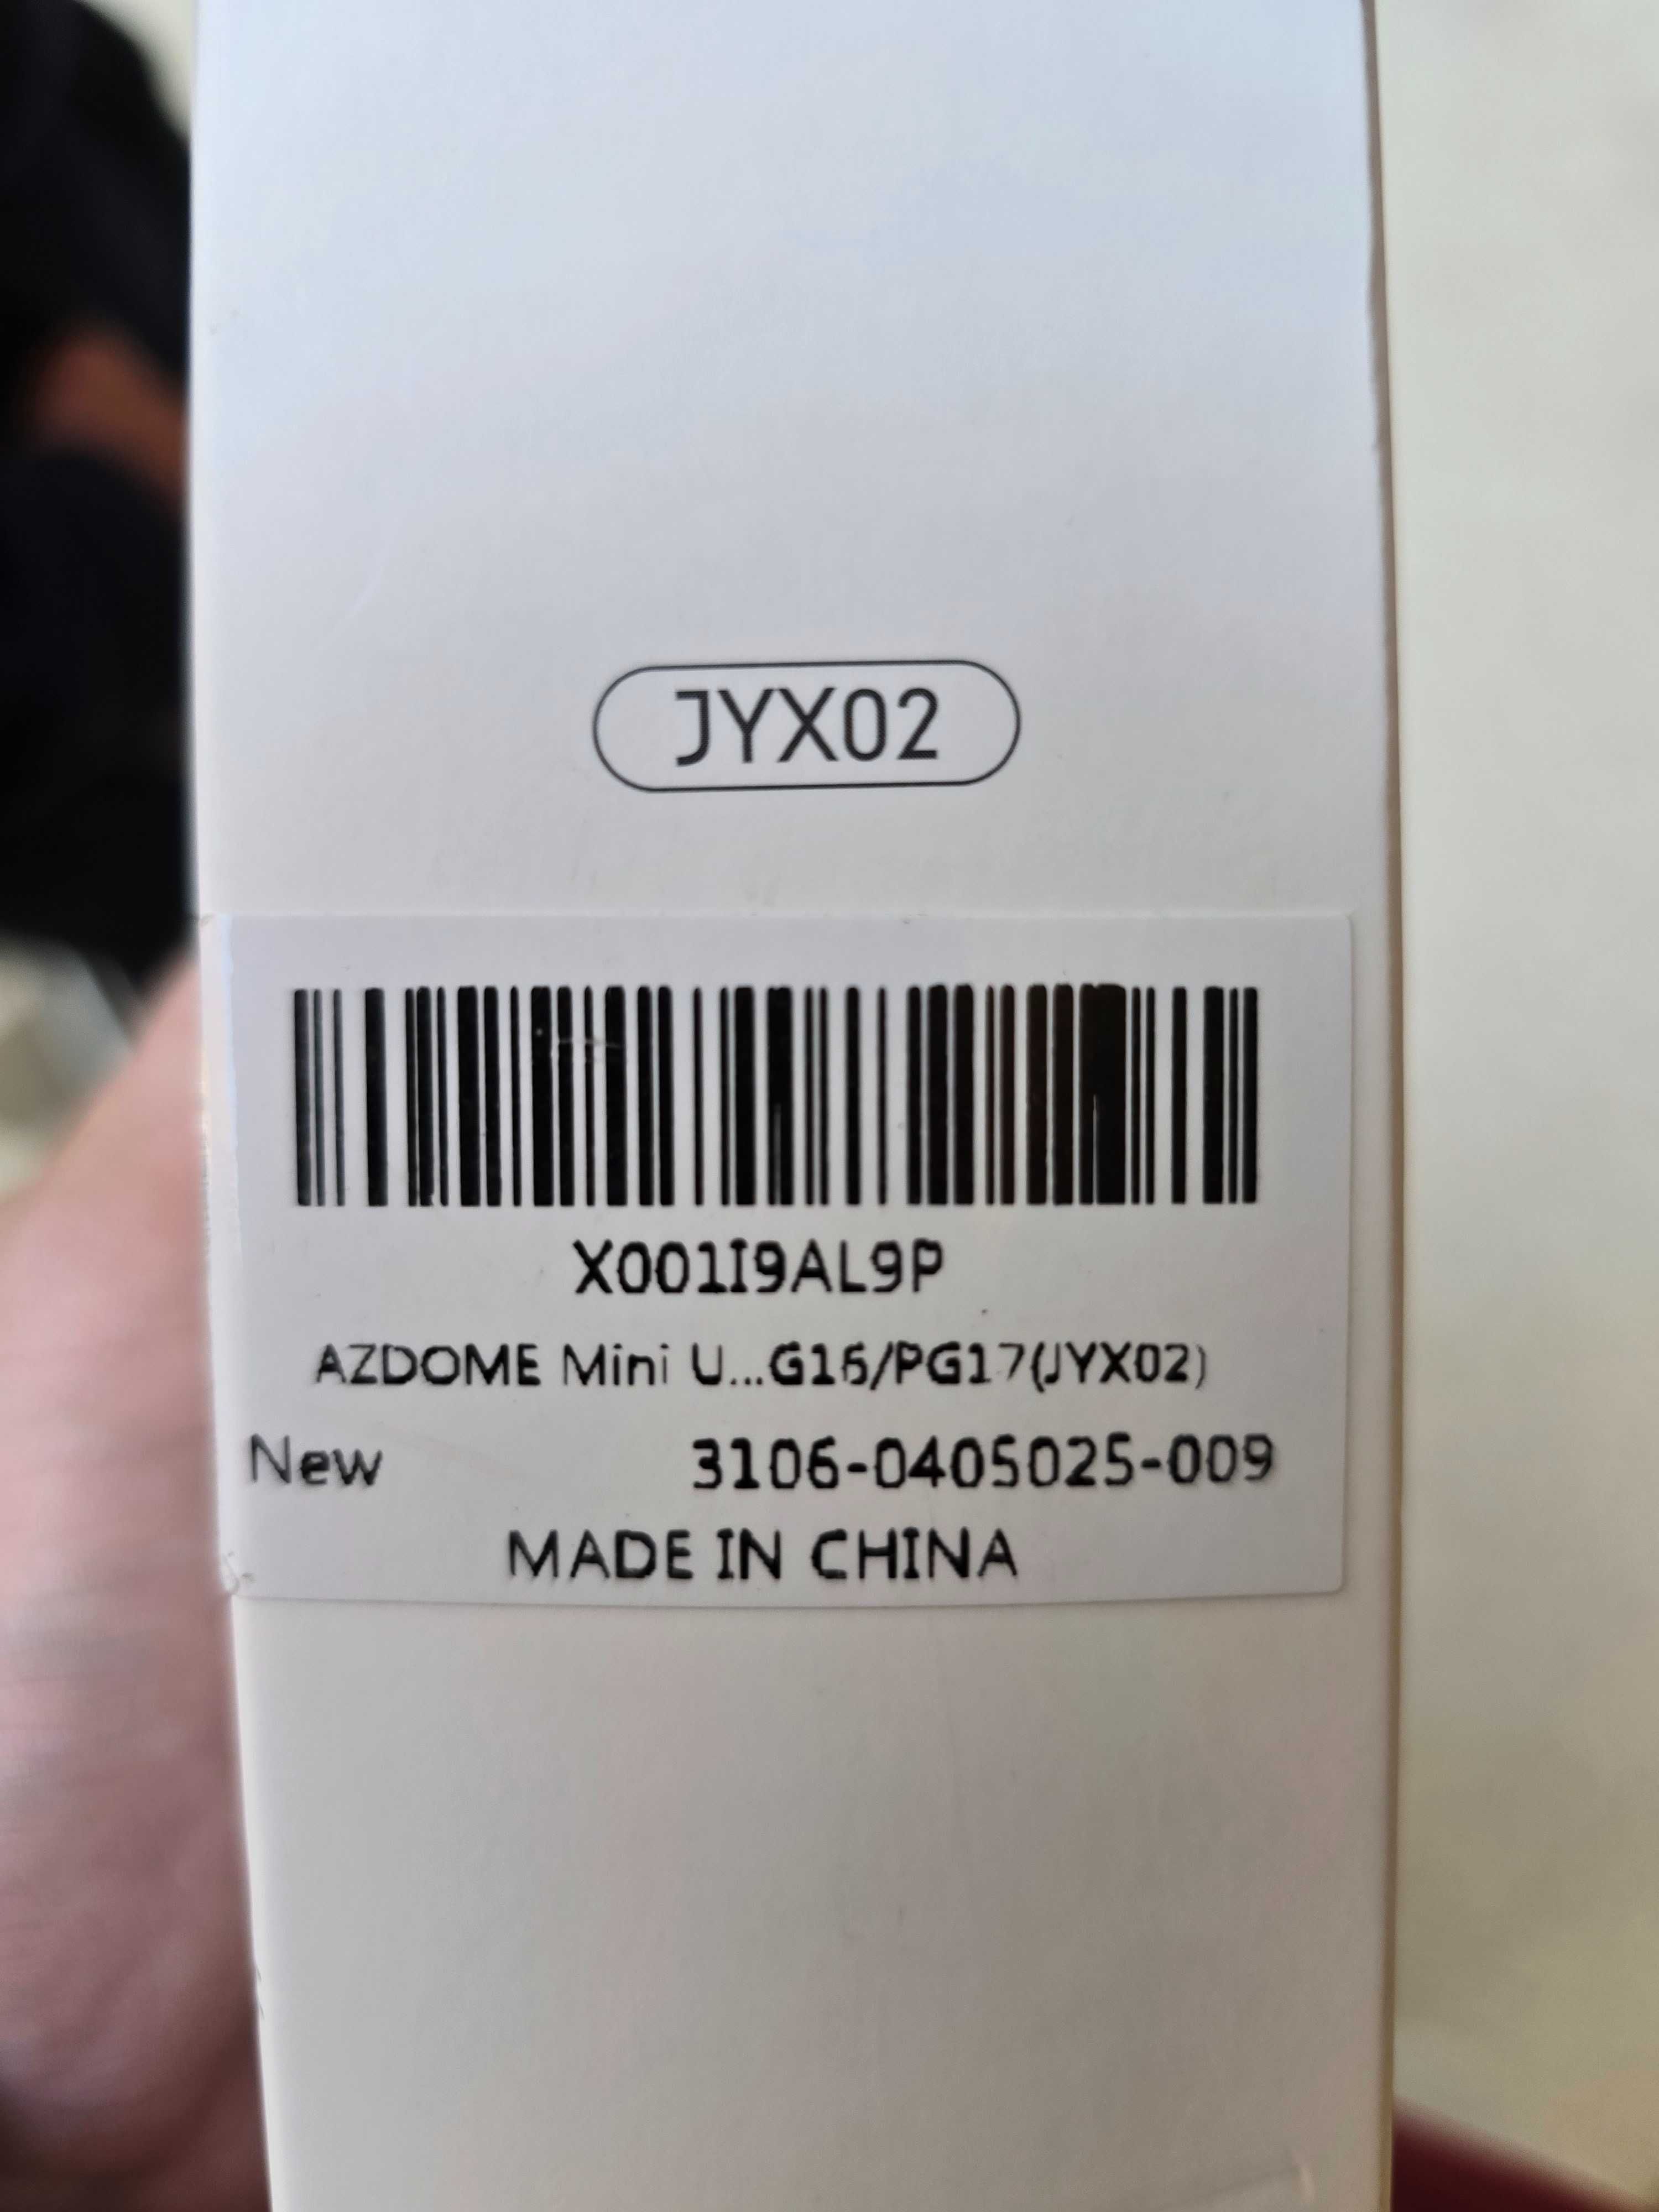 JYX02
X001I9AL9P
AZDOME Mini U...G16/PG17(JYX02)
New 3106-0405025-009
MADE IN CHINA